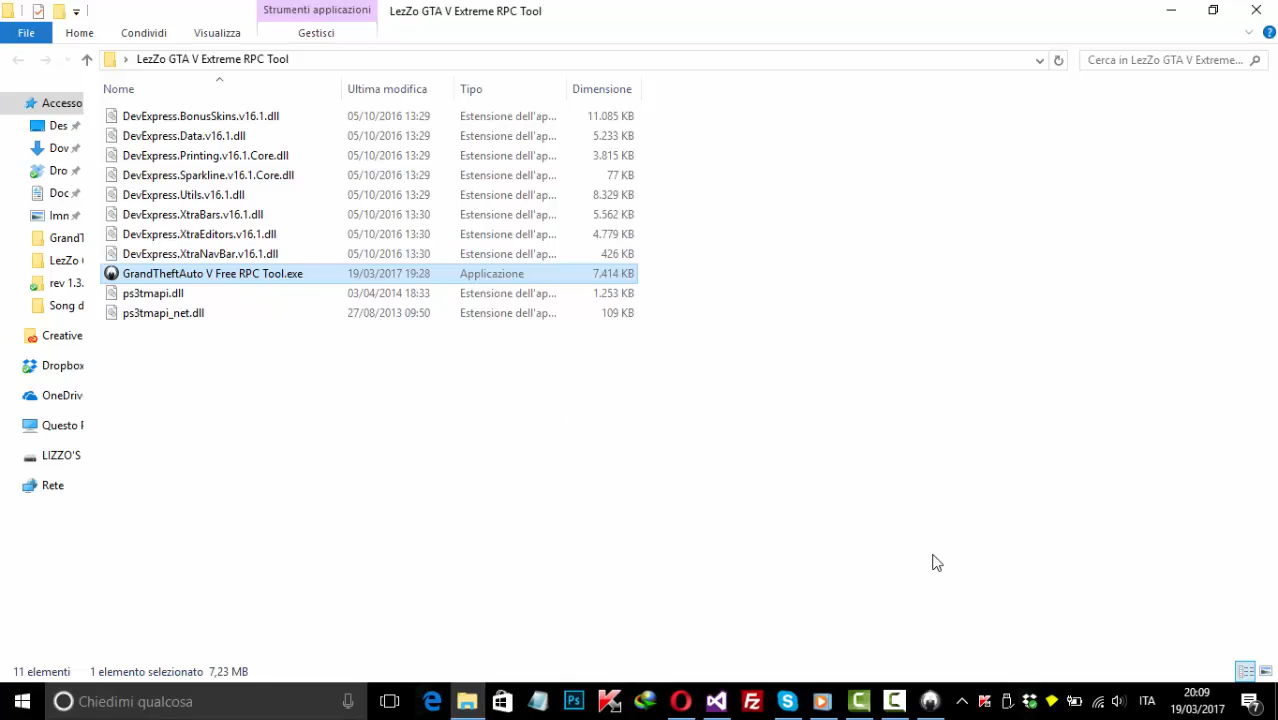 Strumenti applicazioni
LezZo GTA V Extreme RPC Tool
File
Home
Condividi
Visualizza
Gestisci
LezZo GTA V Extreme RPC Tool
Cerca in LezZo GTA V Extreme...
Nome
Ultima modifica
Tipo
Dimensione
DevExpress.BonusSkins.v16.1.dll 05/10/2016 13:29 Estensione dell'ap... 11.085 KB
DevExpress.Data.v16.1.dll 05/10/2016 13:29 Estensione dell'ap... 5.233 KB
DevExpress.Printing.v16.1.Core.dll 05/10/2016 13:29 Estensione dell'ap... 3.815 KB
DevExpress.Sparkline.v16.1.Core.dll 05/10/2016 13:29 Estensione dell'ap... 77 KB
DevExpress.Utils.v16.1.dll 05/10/2016 13:29 Estensione dell'ap... 8.329 KB
DevExpress.XtraBars.v16.1.dll 05/10/2016 13:30 Estensione dell'ap... 5.562 KB
DevExpress.XtraEditors.v16.1.dll 05/10/2016 13:30 Estensione dell'ap... 4.779 KB
DevExpress.XtraNavBar.v16.1.dll 05/10/2016 13:30 Estensione dell'ap... 426 KB
GrandTheftAuto V Free RPC Tool.exe 19/03/2017 19:28 Applicazione 7.414 KB
ps3tmapi.dll 03/04/2014 18:33 Estensione dell'ap... 1.253 KB
ps3tmapi_net.dll 27/08/2013 09:50 Estensione dell'ap... 109 KB
Accesso
Des
Dov
Dro
Doc
Imn
GrandT
LezZo
rev 1.3.
Song d
Creative
Dropbox
OneDriv
Questo P
LIZZO'S
Rete
11 elementi
1 elemento selezionato 7,23 MB
Chiedimi qualcosa
ITA
20:09
19/03/2017
7